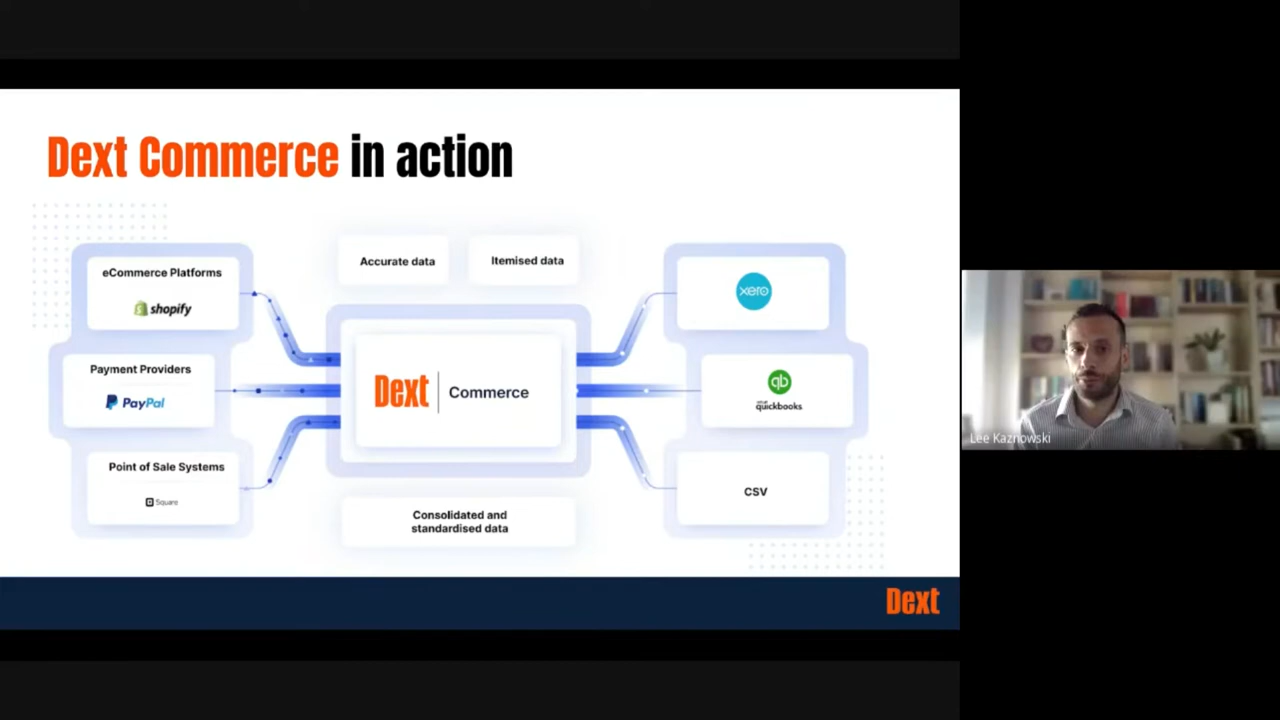 Dext Commerce in action
eCommerce Platforms
shopify
Payment Providers
PayPal
Point of Sale Systems
Square
Accurate data
Itemised data
Dext | Commerce
Consolidated and
standardised data
xero
qb
quickbooks
CSV
Dext
Lee Kaznowski